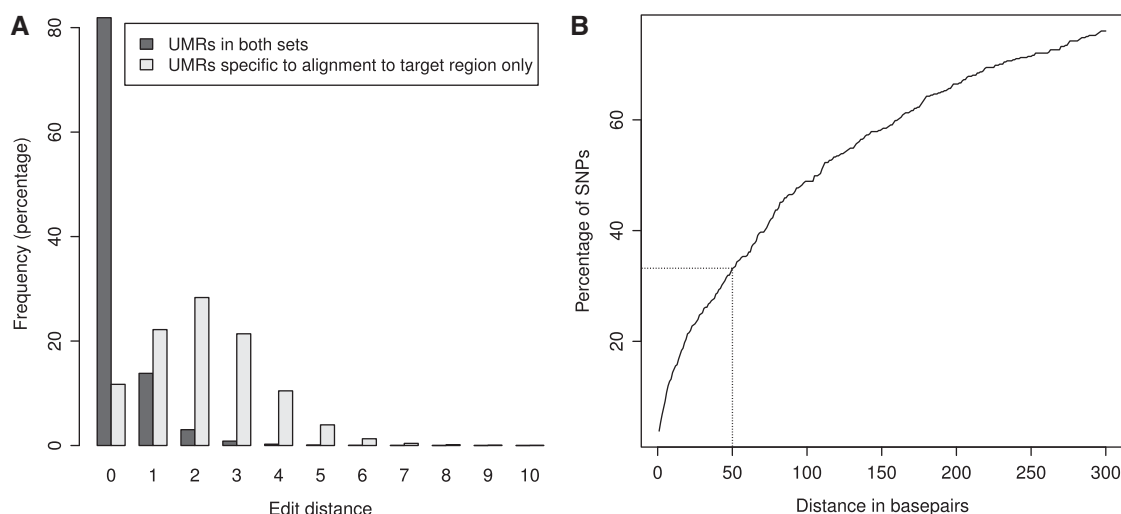 A
Frequency (percentage)
80
60
40
20
0
UMRs in both sets
UMRs specific to alignment to target region only
0 1 2 3 4 5 6 7 8 9 10
Edit distance
B
Percentage of SNPs
60
40
20
0 50 100 150 200 250 300
Distance in basepairs